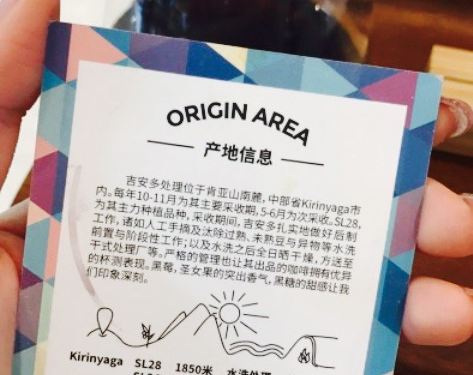 ORIGIN AREA
产地信息
吉安多处理位于肯亚山南麓,中部省Kirinyaga市
内。每年10-11月为其主要采收期,5-6月为次采收。SL28,
为其主力种植品种,采收期间,吉安多扎实地做好后制
工作,诸如人工手摘及汰除过熟、未熟豆与异物等水洗
前置与阶段性工作;以及水洗之后全日晒干燥,方送至
干式处理厂等。严格的管理也让其出品的咖啡拥有优异
的杯测表现。黑莓,圣女果的突出香气,黑糖的甜感让我
们印象深刻。
Kirinyaga SL28 1850米 水洗处理